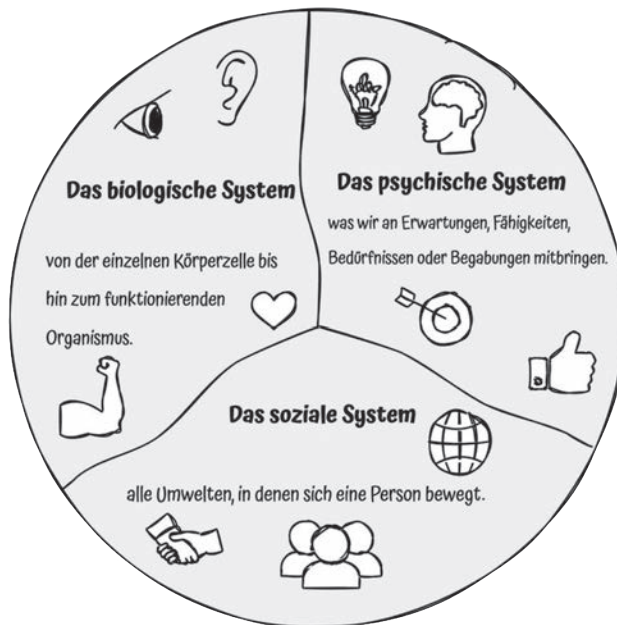 Das biologische System
von der einzelnen Körperzelle bis
hin zum funktionierenden
Organismus.
Das psychische System
was wir an Erwartungen, Fähigkeiten,
Bedürfnissen oder Begabungen mitbringen.
Das soziale System
alle Umwelten, in denen sich eine Person bewegt.